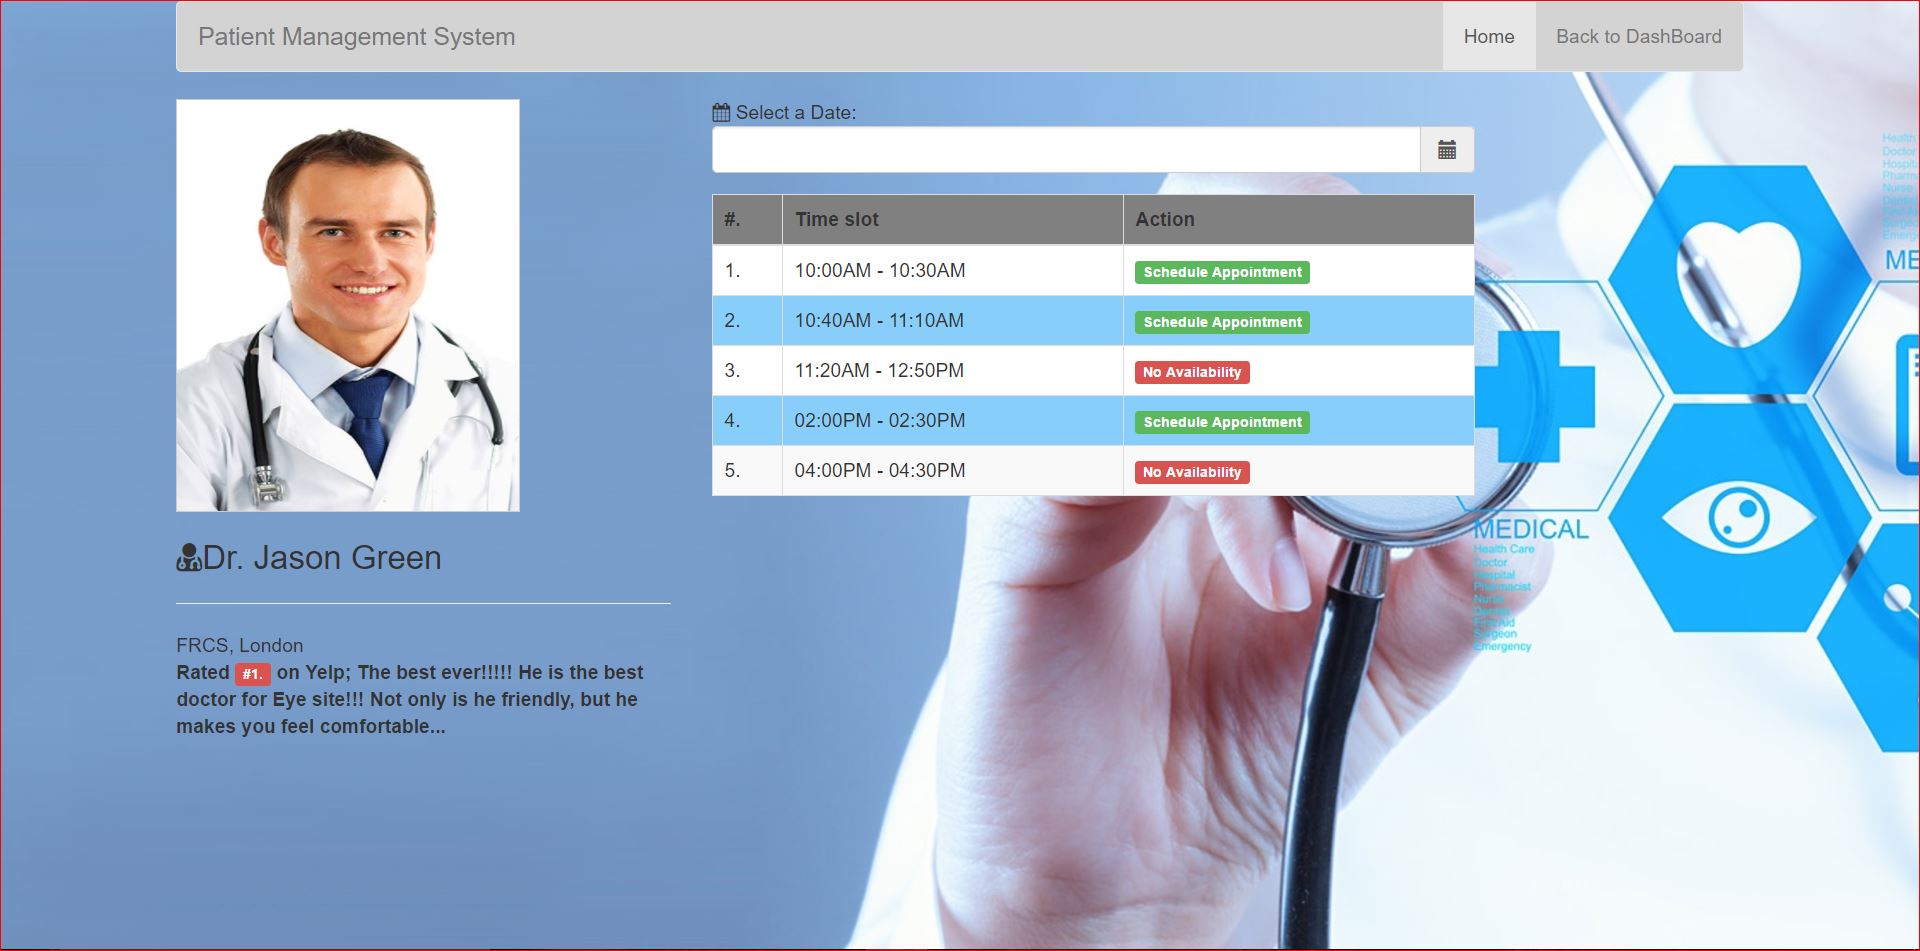 Patient Management System
Home
Back to DashBoard
Select a Date:
#. Time slot Action
1. 10:00AM - 10:30AM Schedule Appointment
2. 10:40AM - 11:10AM Schedule Appointment
3. 11:20AM - 12:50PM No Availability
4. 02:00PM - 02:30PM Schedule Appointment
5. 04:00PM - 04:30PM No Availability
Dr. Jason Green
FRCS, London
Rated #1. on Yelp; The best ever!!!!! He is the best
doctor for Eye site!!! Not only is he friendly, but he
makes you feel comfortable...
MEDICAL
Health Care
Doctor
Hospital
Pharmacist
Nurse
Dentist
First Aid
Surgeon
Emergency
Health
Doctor
Nurse
ME